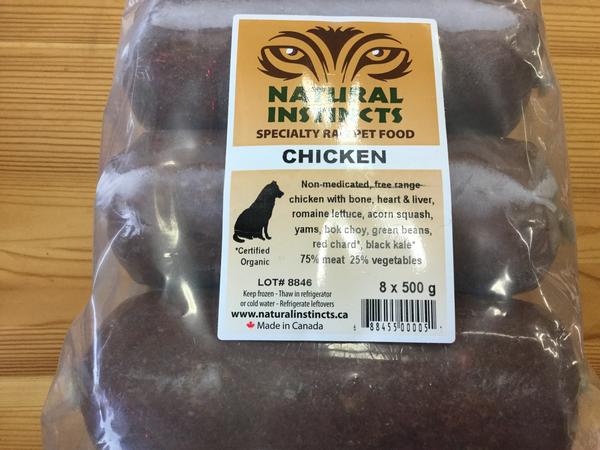 NATURAL
INSTINCTS
SPECIALTY RAW PET FOOD
CHICKEN
Non-medicated, free range
chicken with bone, heart & liver,
romaine lettuce, acorn squash,
yams, bok choy, green beans,
red chard*, black kale*
75% meat 25% vegetables
*Certified
Organic
LOT# 8846
Keep frozen - Thaw in refrigerator
or cold water - Refrigerate leftovers
www.naturalinstincts.ca
Made in Canada
8 x 500 g
6 88455 00005